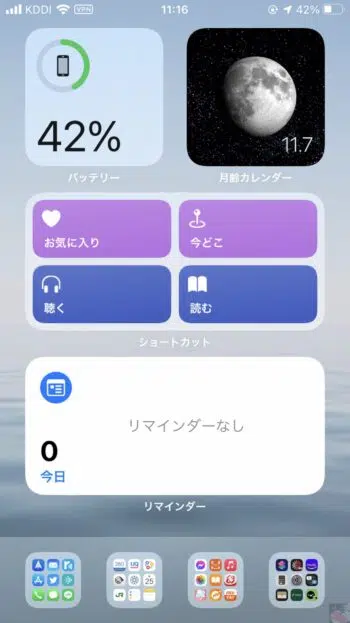 KDDI VPN 11:16 42%
42%
11.7
バッテリー 月齢カレンダー
お気に入り 今どこ
聴く 読む
ショートカット
リマインダーなし
0
今日
リマインダー